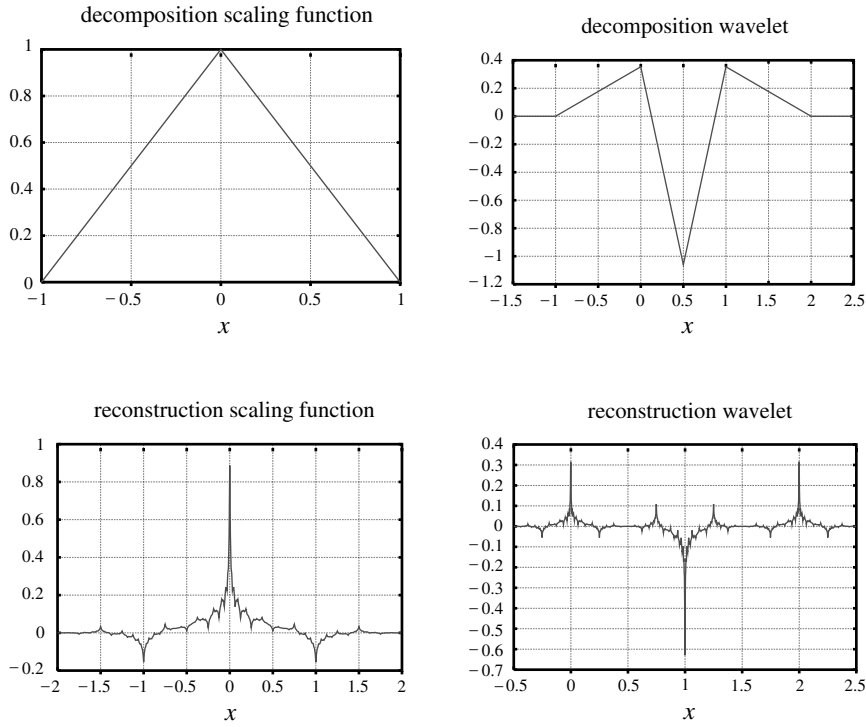 decomposition scaling function
1
0.8
0.6
0.4
0.2
0
−1 −0.5 0 0.5 1
x
decomposition wavelet
0.4
0.2
0
−0.2
−0.4
−0.6
−0.8
−1
−1.2
−1.5 −1 −0.5 0 0.5 1 1.5 2 2.5
x
reconstruction scaling function
1
0.8
0.6
0.4
0.2
0
−0.2
−2 −1.5 −1 −0.5 0 0.5 1 1.5 2
x
reconstruction wavelet
0.4
0.3
0.2
0.1
0
−0.1
−0.2
−0.3
−0.4
−0.5
−0.6
−0.7
−0.5 0 0.5 1.0 1.5 2 2.5
x